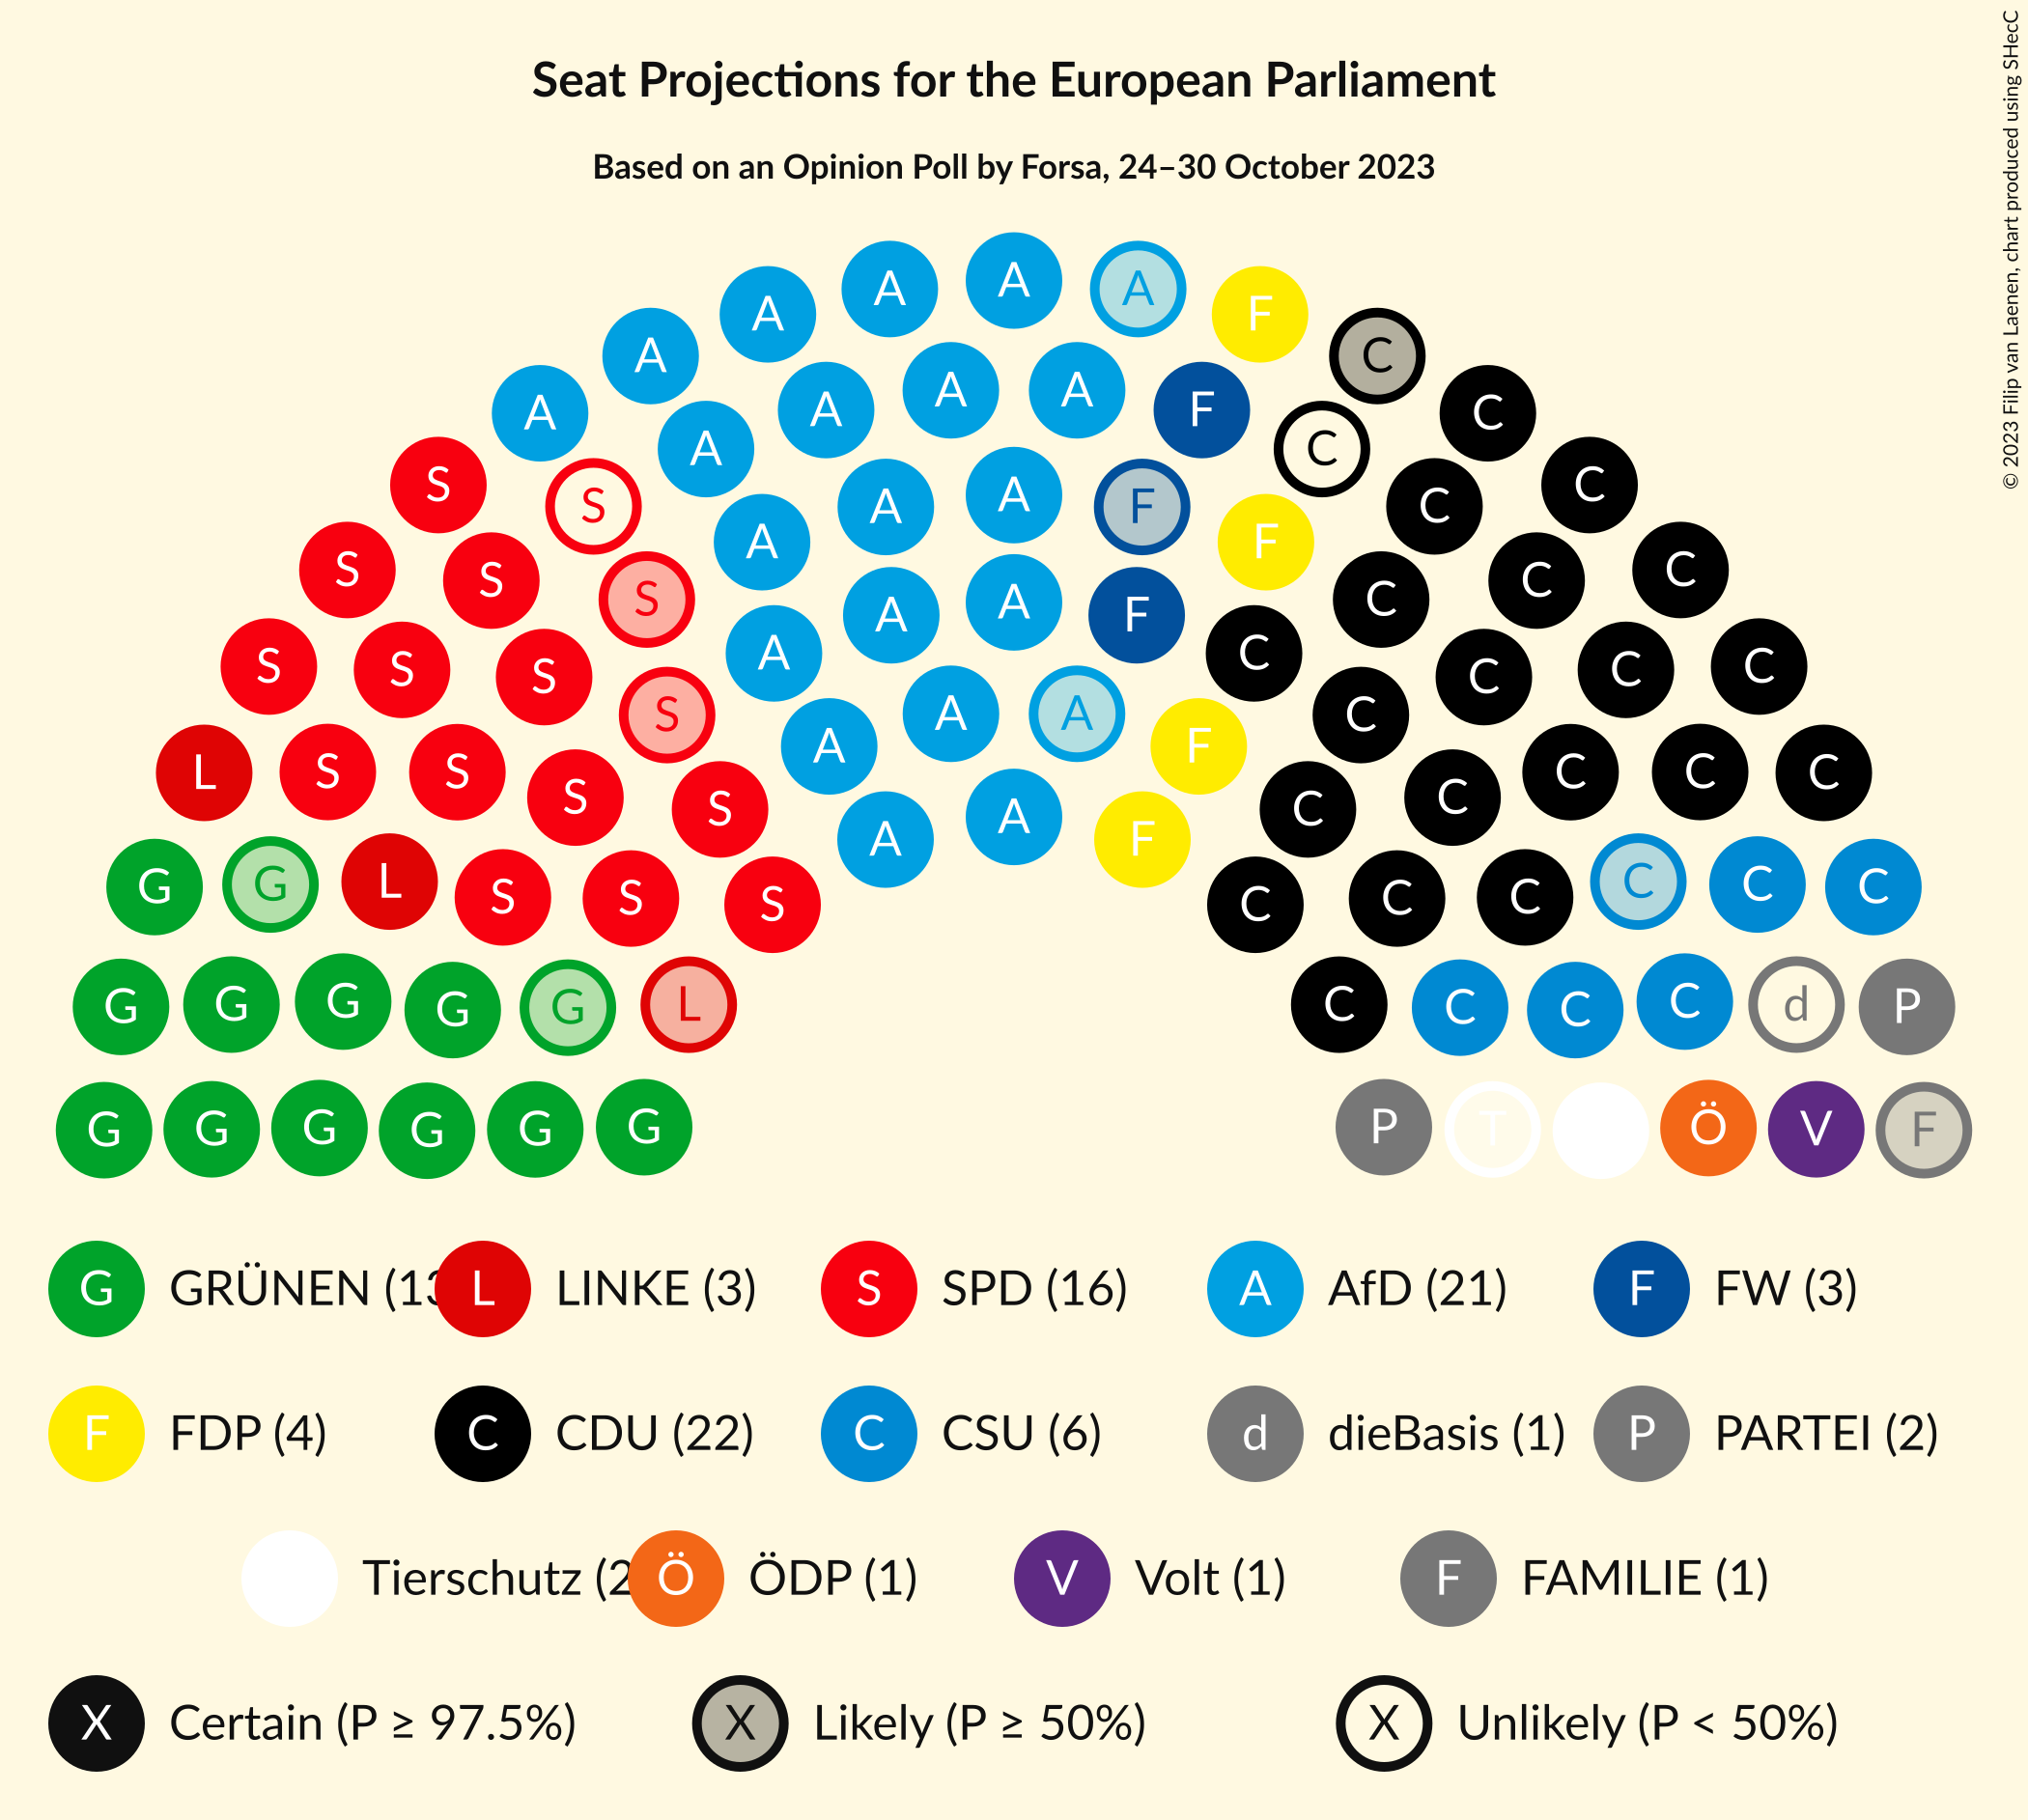 Seat Projections for the European Parliament
Based on an Opinion Poll by Forsa, 24–30 October 2023
© 2023 Filip van Laenen, chart produced using SHecC
A A A
A F
A C
A A A A F C
A C
S S A A F C C
A F
S S S A A F C C C
S S S A C C C C
S A A C
L S S A F C C C
S S A C C
A F
G G L S S S C C C C C C
G G G G G L C C C C d P
G G G G G G P T Ö V F
G GRÜNEN (13 L LINKE (3) S SPD (16) A AfD (21) F FW (3)
F FDP (4) C CDU (22) C CSU (6) d dieBasis (1) P PARTEI (2)
Tierschutz (2 Ö ÖDP (1) V Volt (1) F FAMILIE (1)
X Certain (P ≥ 97.5%) X Likely (P ≥ 50%) X Unlikely (P < 50%)